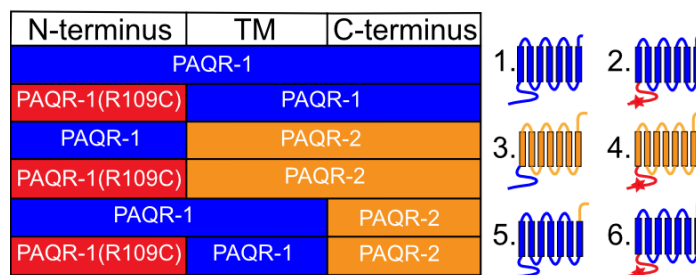 N-terminus TM C-terminus
PAQR-1
PAQR-1(R109C) PAQR-1
PAQR-1 PAQR-2
PAQR-1(R109C) PAQR-2
PAQR-1 PAQR-2
PAQR-1(R109C) PAQR-1 PAQR-2
1. 2.
3. 4.
5. 6.